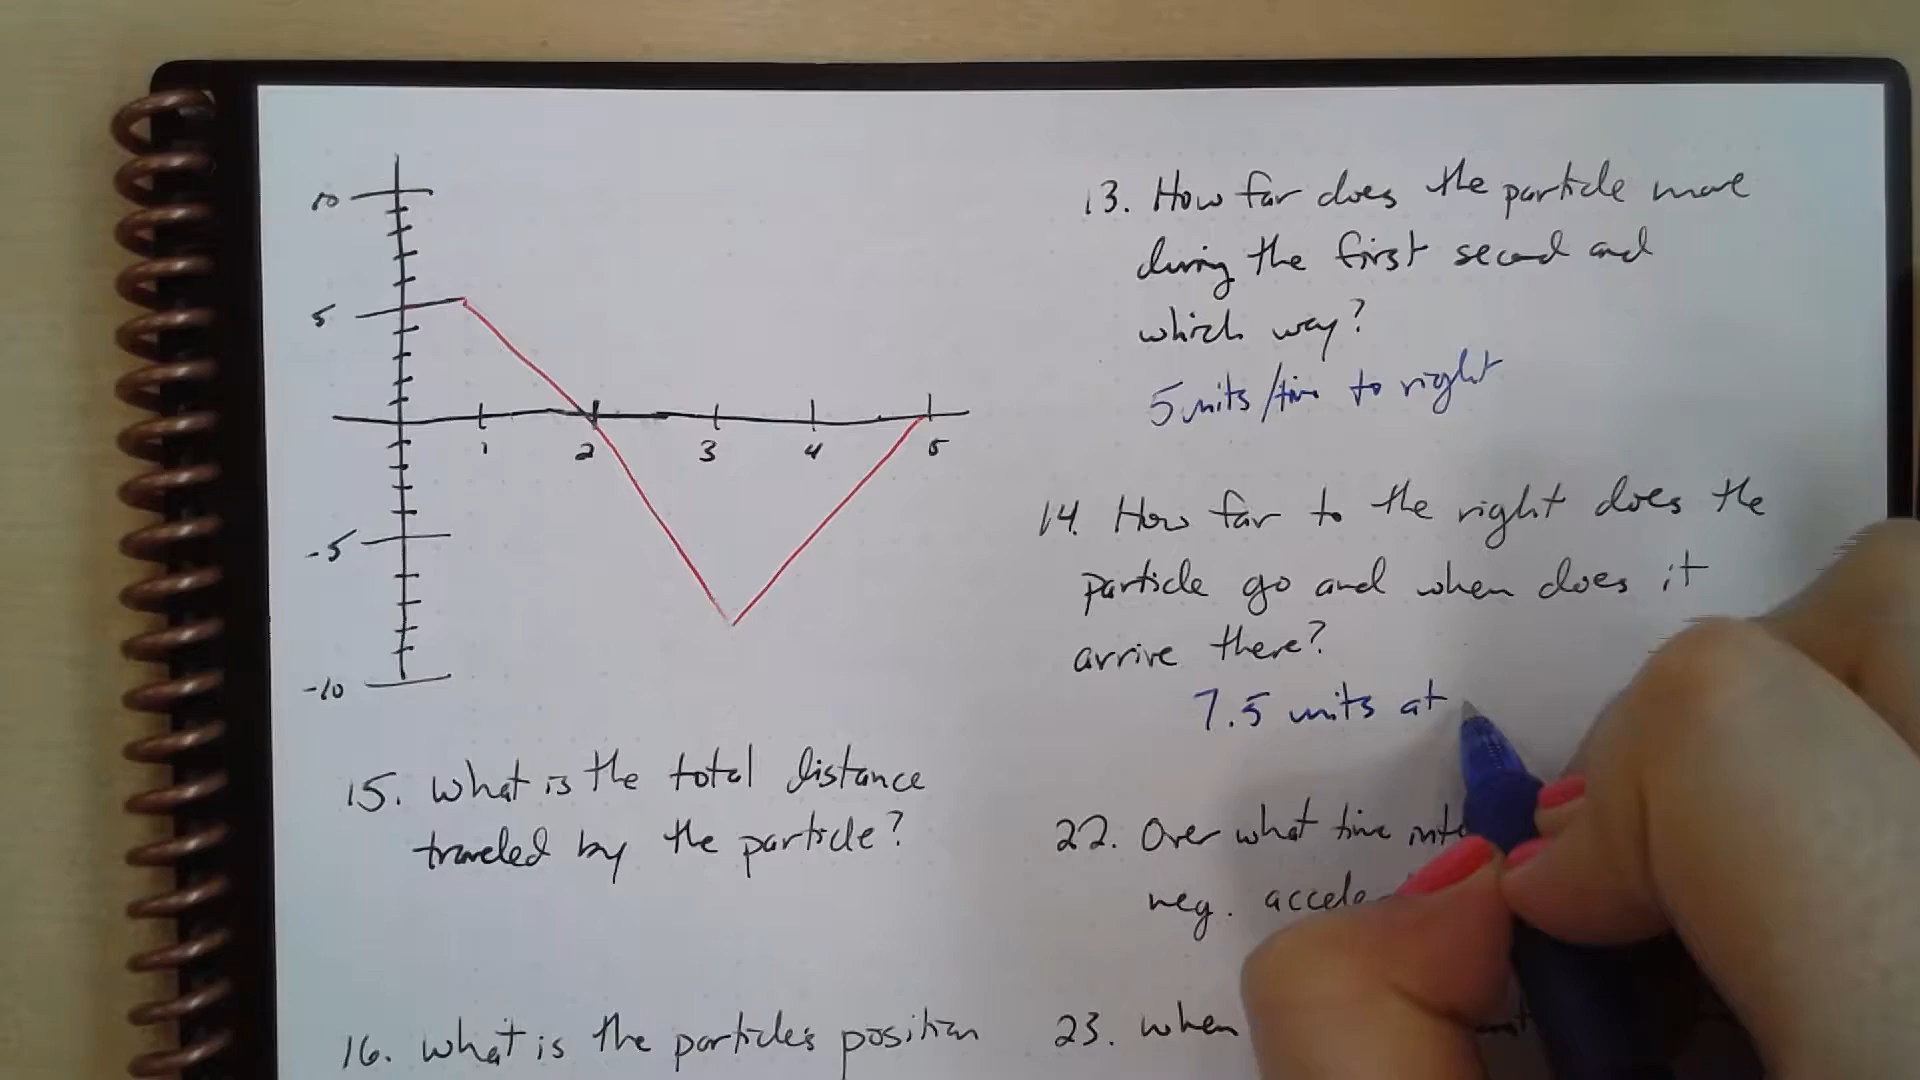 10
5
-5
-10
1 2 3 4 5
13. How far does the particle move
during the first second and
which way?
5 units/time to right
14. How far to the right does the
particle go and when does it
arrive there?
7.5 units at
15. What is the total distance
traveled by the particle?
22. Over what time
neg.
16. What is the particle's position
23. when